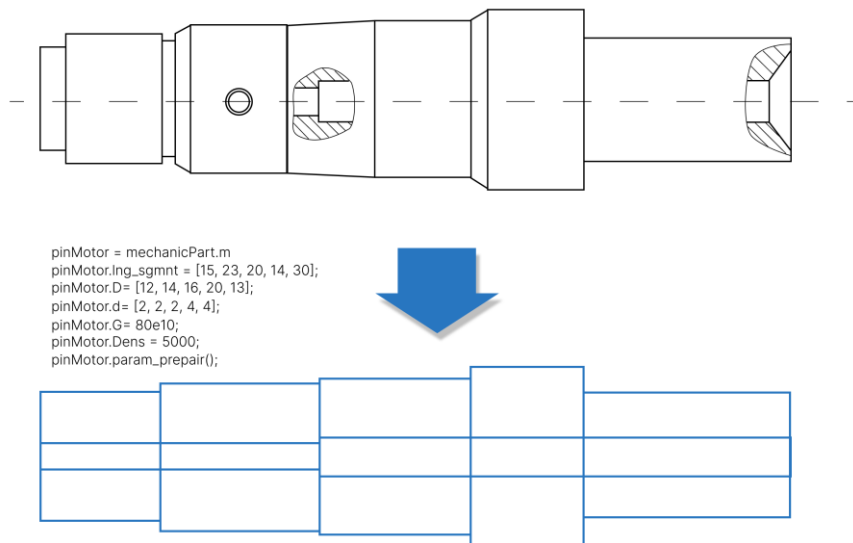 pinMotor = mechanicPart.m
pinMotor.lng_sgmnt = [15, 23, 20, 14, 30];
pinMotor.D= [12, 14, 16, 20, 13];
pinMotor.d= [2, 2, 2, 4, 4];
pinMotor.G= 80e10;
pinMotor.Dens = 5000;
pinMotor.param_prepair();